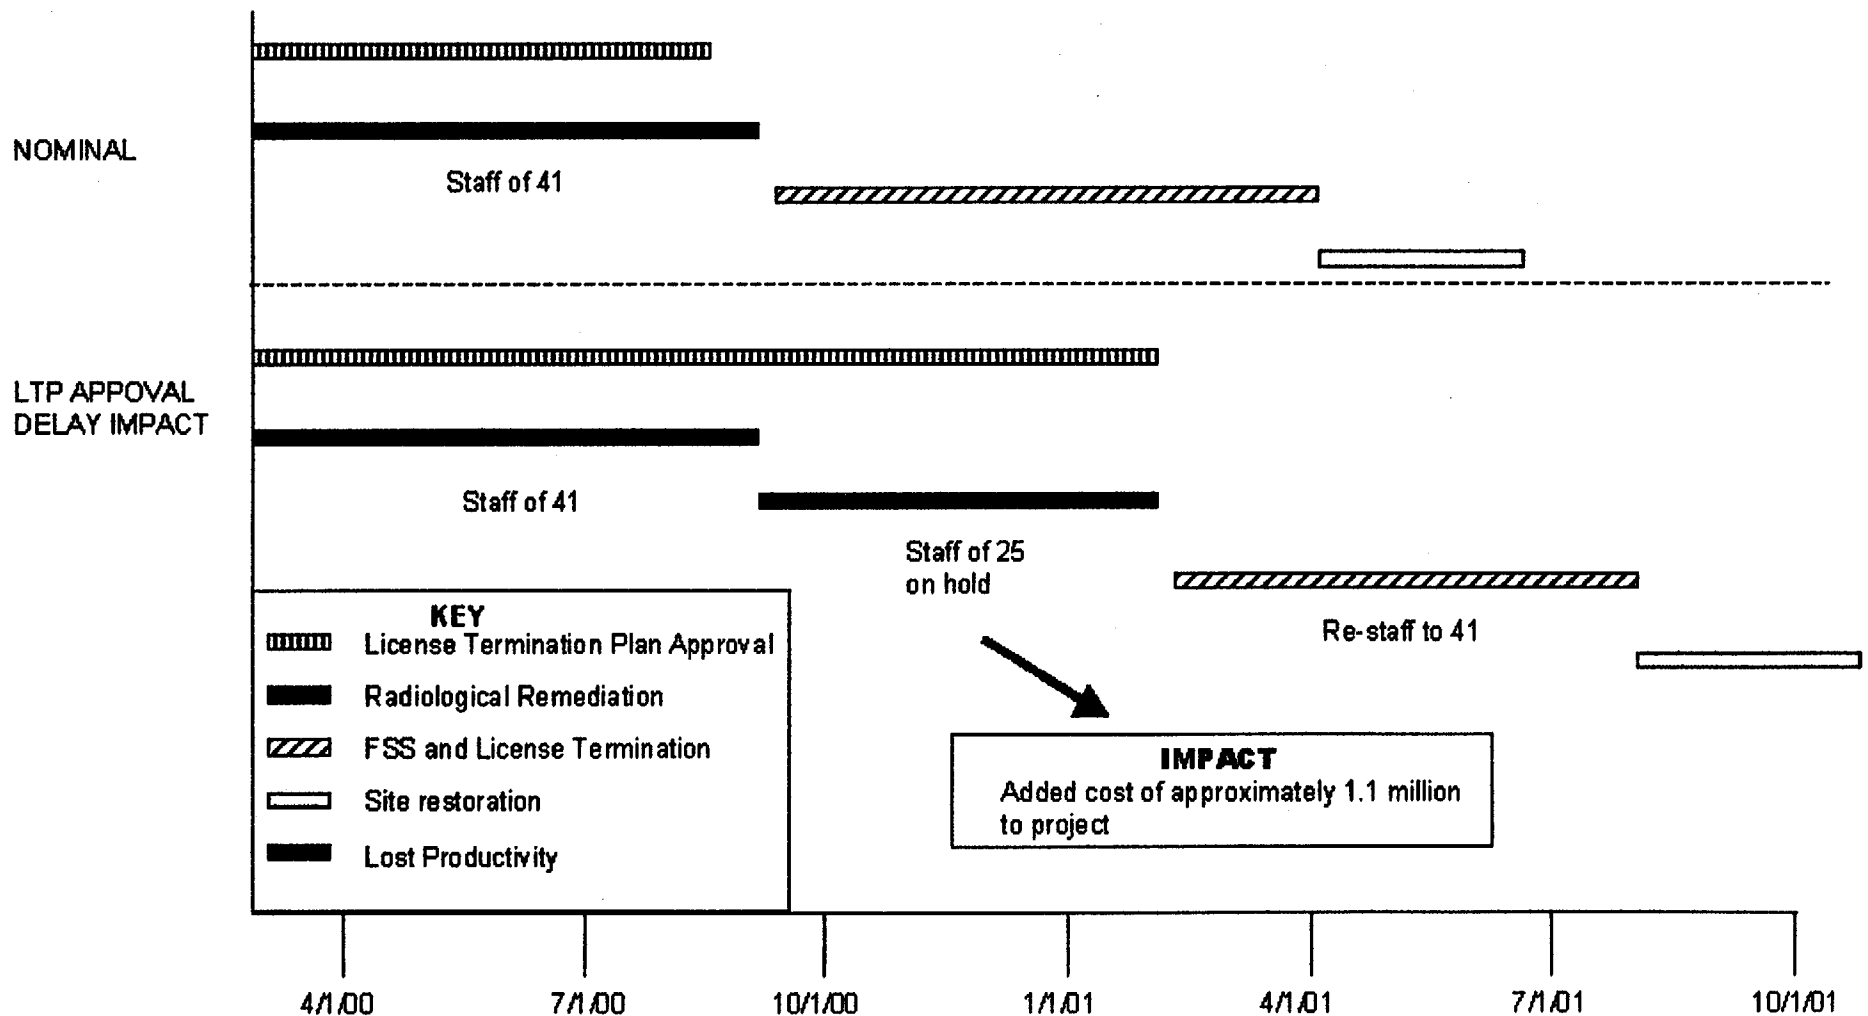 NOMINAL
Staff of 41
LTP APPOVAL
DELAY IMPACT
Staff of 41
Staff of 25
on hold
Re-staff to 41
KEY
License Termination Plan Approval
Radiological Remediation
FSS and License Termination
Site restoration
Lost Productivity
IMPACT
Added cost of approximately 1.1 million
to project
4/1/00
7/1/00
10/1/00
1/1/01
4/1/01
7/1/01
10/1/01